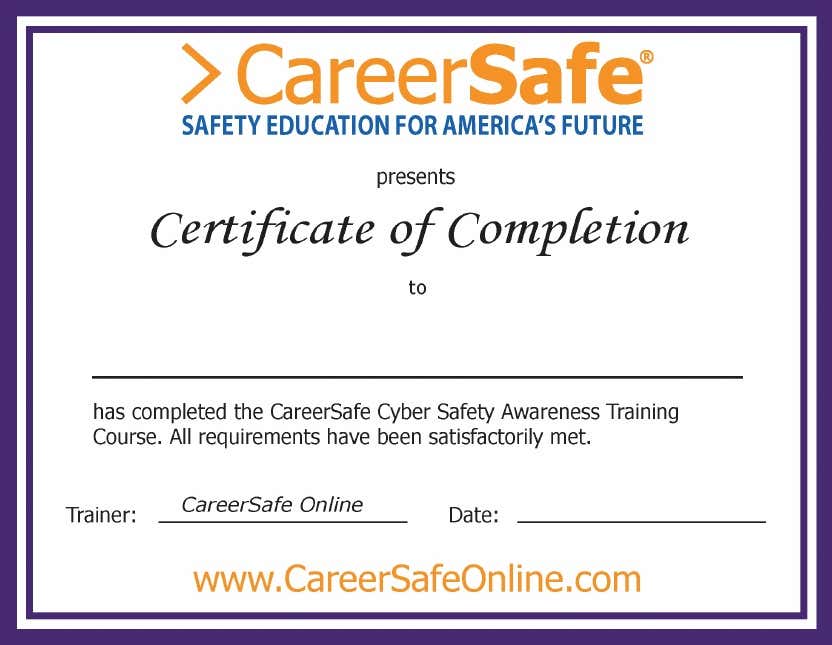 >CareerSafe®
SAFETY EDUCATION FOR AMERICA'S FUTURE
presents
Certificate of Completion
to
has completed the CareerSafe Cyber Safety Awareness Training
Course. All requirements have been satisfactorily met.
Trainer: CareerSafe Online Date:
www.CareerSafeOnline.com